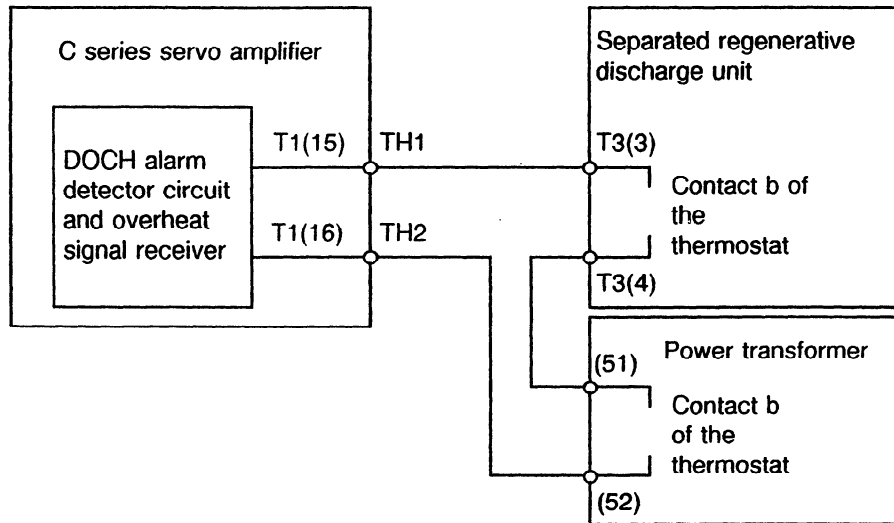 C series servo amplifier
DOCH alarm
detector circuit
and overheat
signal receiver
T1(15)
TH1
T1(16)
TH2
Separated regenerative
discharge unit
T3(3)
Contact b of
the
thermostat
T3(4)
Power transformer
(51)
Contact b
of the
thermostat
(52)